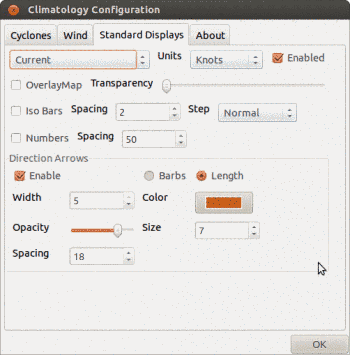 Climatology Configuration
Cyclones Wind Standard Displays About
Current Units Knots Enabled
OverlayMap Transparency
Iso Bars Spacing 2 Step Normal
Numbers Spacing 50
Direction Arrows
Enable Barbs Length
Width 5 Color
Opacity Size 7
Spacing 18
OK